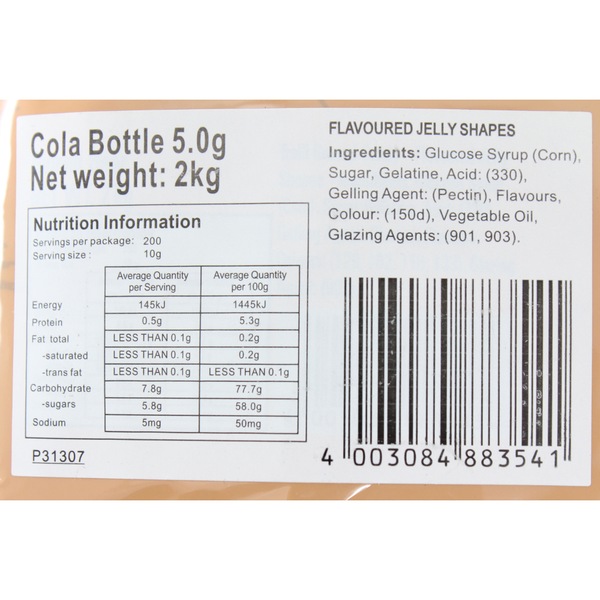 Cola Bottle 5.0g
Net weight: 2kg
Nutrition Information
Servings per package: 200
Serving size : 10g
Average Quantity per Serving Average Quantity per 100g
Energy 145kJ 1445kJ
Protein 0.5g 5.3g
Fat total LESS THAN 0.1g 0.2g
-saturated LESS THAN 0.1g 0.2g
-trans fat LESS THAN 0.1g LESS THAN 0.1g
Carbohydrate 7.8g 77.7g
-sugars 5.8g 58.0g
Sodium 5mg 50mg
P31307
FLAVOURED JELLY SHAPES
Ingredients: Glucose Syrup (Corn),
Sugar, Gelatine, Acid: (330),
Gelling Agent: (Pectin), Flavours,
Colour: (150d), Vegetable Oil,
Glazing Agents: (901, 903).
4 003084 883541